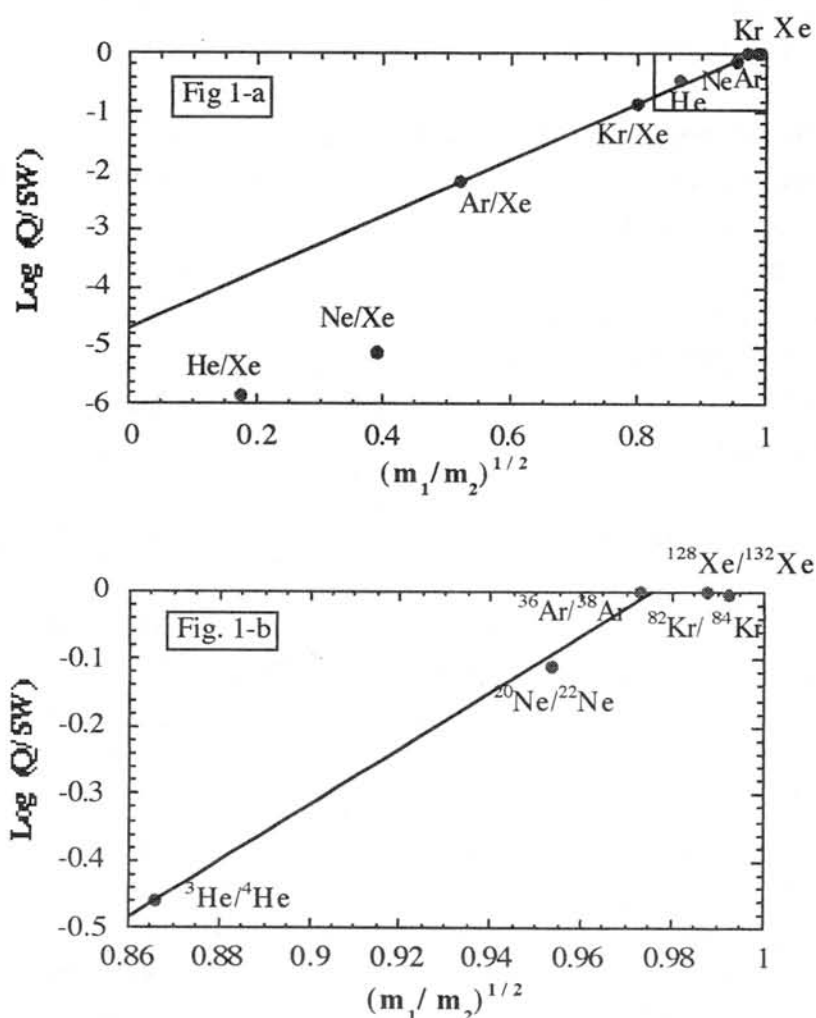 Kr Xe
0
Fig 1-a
NeAr
He
-1
Kr/Xe
-2
Ar/Xe
-3
Log (Q/SW)
-4
Ne/Xe
-5
He/Xe
-6
0 0.2 0.4 0.6 0.8 1
(m₁/m₂)^1/2
¹²⁸Xe/¹³²Xe
0
³⁶Ar/³⁸Ar
⁸²Kr/ ⁸⁴Kr
Fig. 1-b
-0.1
²⁰Ne/²²Ne
-0.2
Log (Q/SW)
-0.3
-0.4
³He/⁴He
-0.5
0.86 0.88 0.9 0.92 0.94 0.96 0.98 1
(m₁/ m₂)^1/2